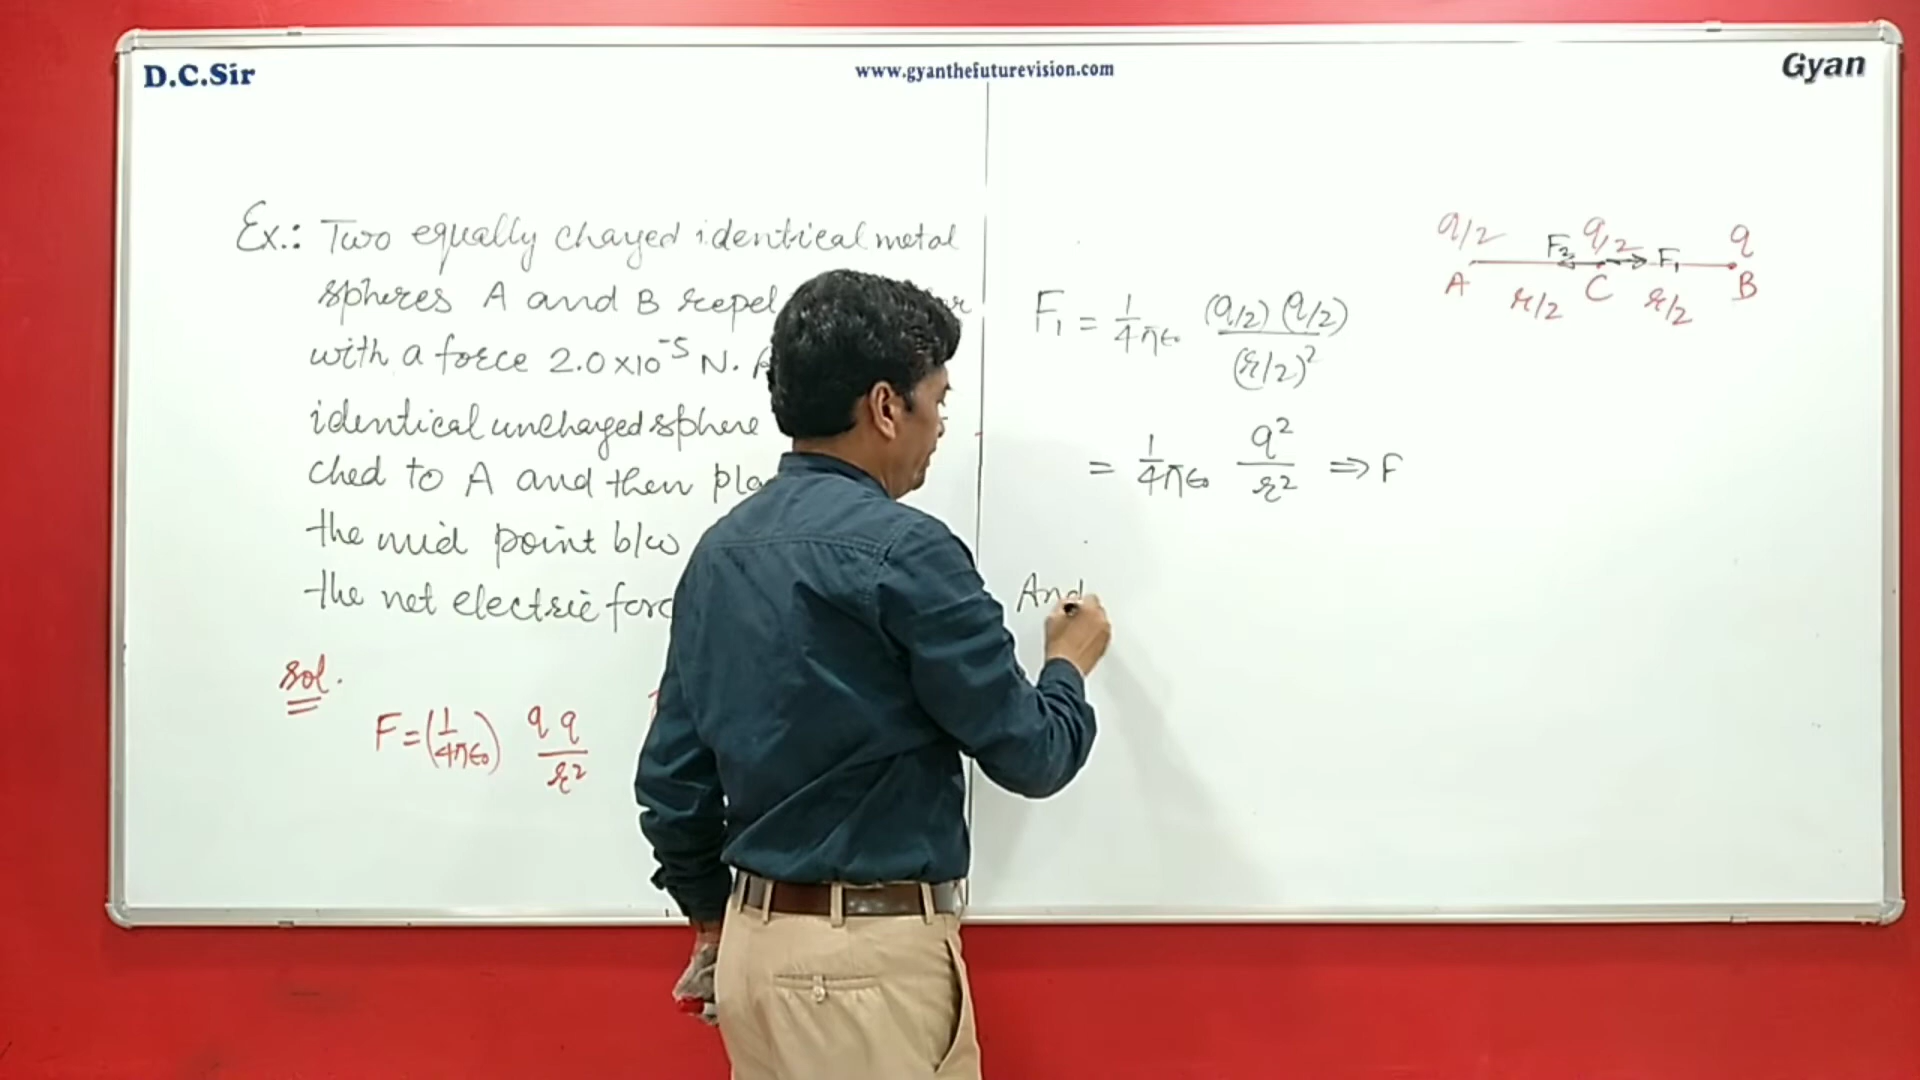 D.C.Sir
www.gyanthefuturevision.com
Gyan
Ex.: Two equally charged identical metal
spheres A and B repel
with a force 2.0×10⁻⁵ N.
identical uncharged sphere
ched to A and then pla
the mid point b/w
the net electric forc
sol.
F = (1/4πε₀) q q / r²
q/2 F₂ q/2 F₁ q
A r/2 C r/2 B
F₁ = 1/4πε₀ (q/2) (q/2) / (r/2)²
= 1/4πε₀ q²/r² ⇒ F
And